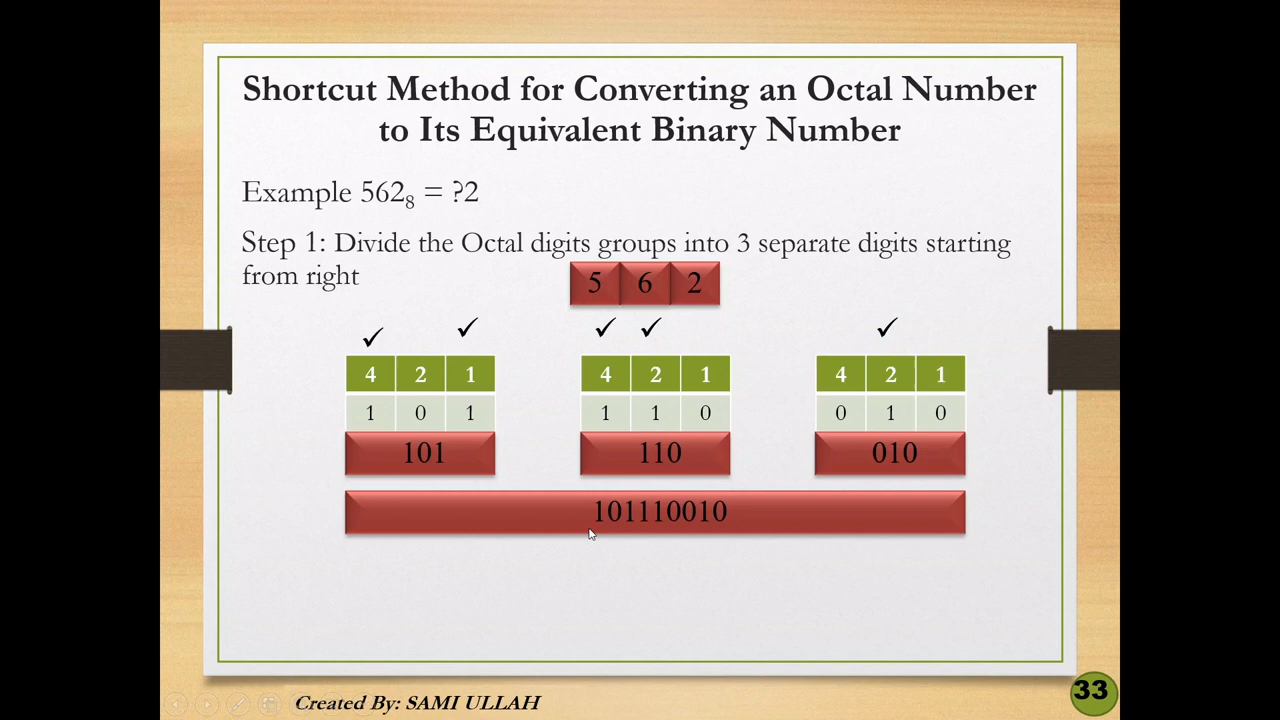 Shortcut Method for Converting an Octal Number
to Its Equivalent Binary Number
Example 562₈ = ?2
Step 1: Divide the Octal digits groups into 3 separate digits starting
from right
5 6 2
✓ ✓ ✓ ✓ ✓
4 2 1 4 2 1 4 2 1
1 0 1 1 1 0 0 1 0
101 110 010
101110010
Created By: SAMI ULLAH
33